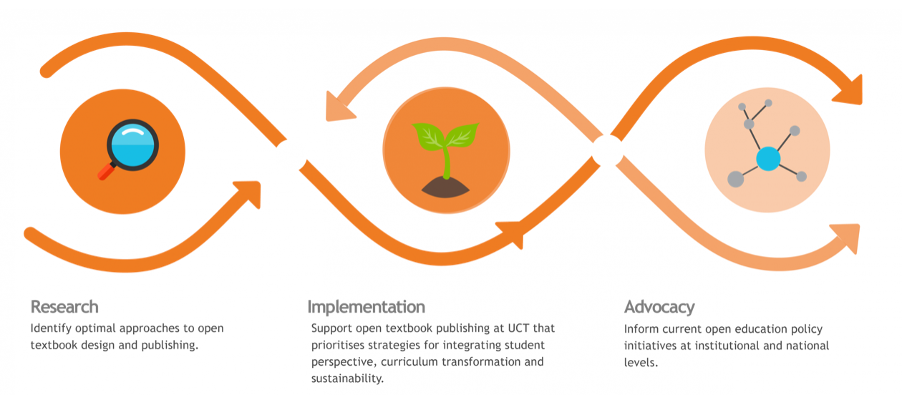 Research
Identify optimal approaches to open
textbook design and publishing.
Implementation
Support open textbook publishing at UCT that
prioritises strategies for integrating student
perspective, curriculum transformation and
sustainability.
Advocacy
Inform current open education policy
initiatives at institutional and national
levels.